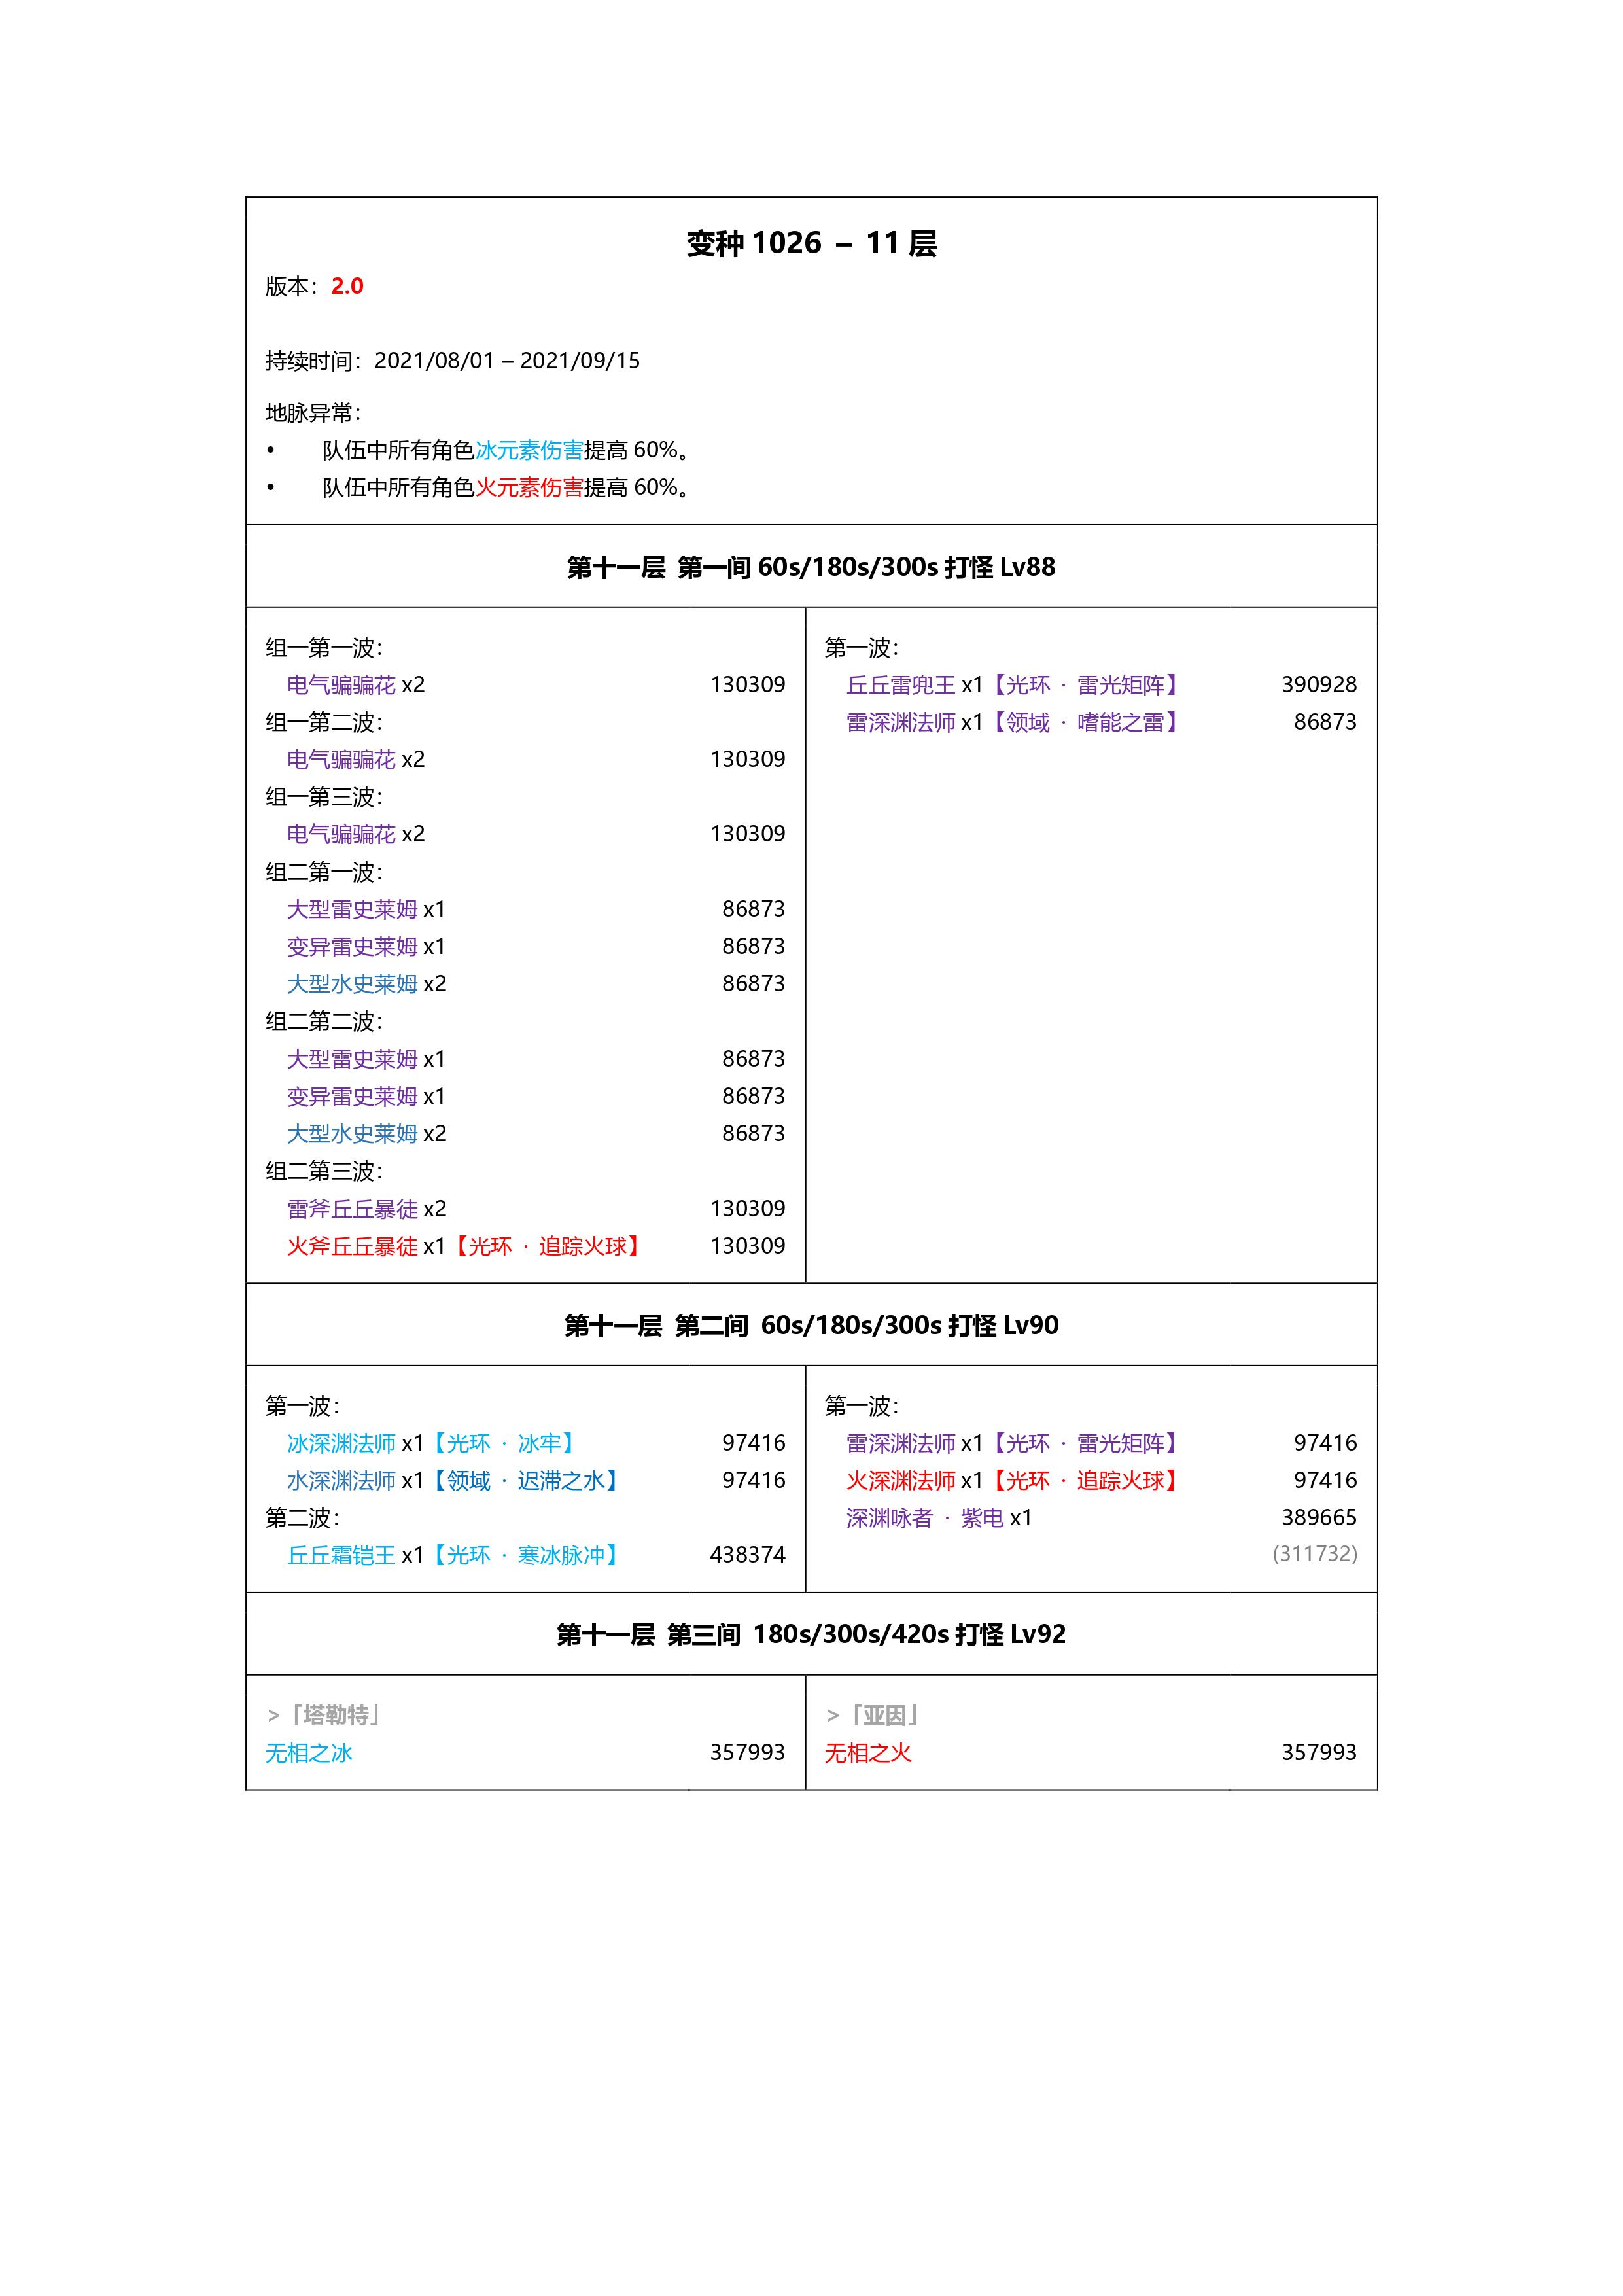 变种 1026 – 11 层
版本：2.0
持续时间：2021/08/01 – 2021/09/15
地脉异常：
• 队伍中所有角色冰元素伤害提高 60%。
• 队伍中所有角色火元素伤害提高 60%。
第十一层 第一间 60s/180s/300s 打怪 Lv88
组一第一波：
电气骗骗花 x2 130309
组一第二波：
电气骗骗花 x2 130309
组一第三波：
电气骗骗花 x2 130309
组二第一波：
大型雷史莱姆 x1 86873
变异雷史莱姆 x1 86873
大型水史莱姆 x2 86873
组二第二波：
大型雷史莱姆 x1 86873
变异雷史莱姆 x1 86873
大型水史莱姆 x2 86873
组二第三波：
雷斧丘丘暴徒 x2 130309
火斧丘丘暴徒 x1【光环 · 追踪火球】 130309
第一波：
丘丘雷兜王 x1【光环 · 雷光矩阵】 390928
雷深渊法师 x1【领域 · 嗜能之雷】 86873
第十一层 第二间 60s/180s/300s 打怪 Lv90
第一波：
冰深渊法师 x1【光环 · 冰牢】 97416
水深渊法师 x1【领域 · 迟滞之水】 97416
第二波：
丘丘霜铠王 x1【光环 · 寒冰脉冲】 438374
第一波：
雷深渊法师 x1【光环 · 雷光矩阵】 97416
火深渊法师 x1【光环 · 追踪火球】 97416
深渊咏者 · 紫电 x1 389665
(311732)
第十一层 第三间 180s/300s/420s 打怪 Lv92
>「塔勒特」
无相之冰 357993
>「亚因」
无相之火 357993